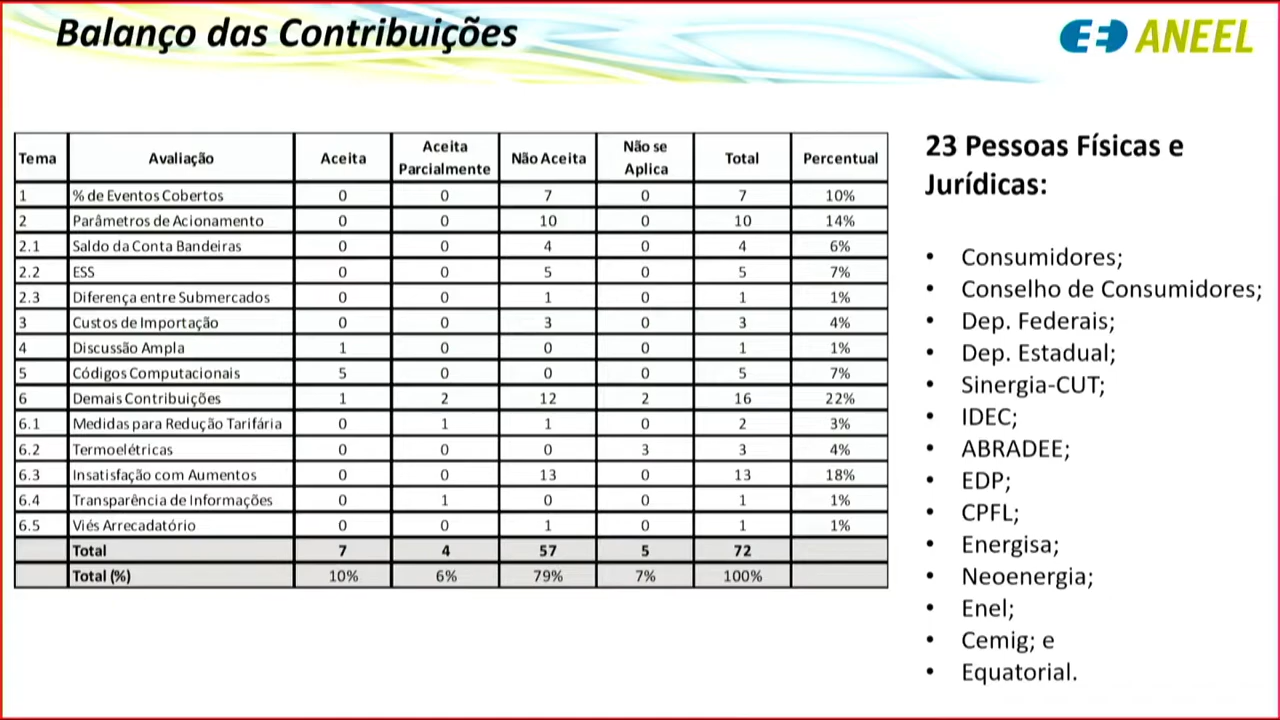 Balanço das Contribuições
ANEEL
Tema Avaliação Aceita Aceita Parcialmente Não Aceita Não se Aplica Total Percentual
1 % de Eventos Cobertos 0 0 7 0 7 10%
2 Parâmetros de Acionamento 0 0 10 0 10 14%
2.1 Saldo da Conta Bandeiras 0 0 4 0 4 6%
2.2 ESS 0 0 5 0 5 7%
2.3 Diferença entre Submercados 0 0 1 0 1 1%
3 Custos de Importação 0 0 3 0 3 4%
4 Discussão Ampla 1 0 0 0 1 1%
5 Códigos Computacionais 5 0 0 0 5 7%
6 Demais Contribuições 1 2 12 2 16 22%
6.1 Medidas para Redução Tarifária 0 1 1 0 2 3%
6.2 Termoelétricas 0 0 0 3 3 4%
6.3 Insatisfação com Aumentos 0 0 13 0 13 18%
6.4 Transparência de Informações 0 1 0 0 1 1%
6.5 Viés Arrecadatório 0 0 1 0 1 1%
Total 7 4 57 5 72
Total (%) 10% 6% 79% 7% 100%
23 Pessoas Físicas e
Jurídicas:
• Consumidores;
• Conselho de Consumidores;
• Dep. Federais;
• Dep. Estadual;
• Sinergia-CUT;
• IDEC;
• ABRADEE;
• EDP;
• CPFL;
• Energisa;
• Neoenergia;
• Enel;
• Cemig; e
• Equatorial.